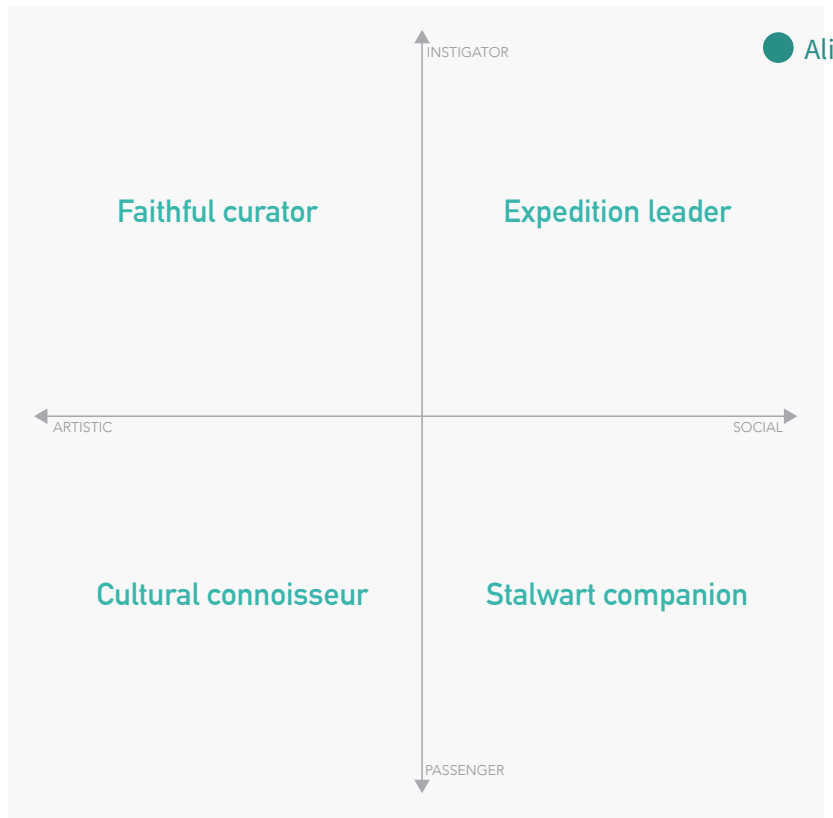 INSTIGATOR
Ali
Faithful curator
Expedition leader
ARTISTIC
SOCIAL
Cultural connoisseur
Stalwart companion
PASSENGER